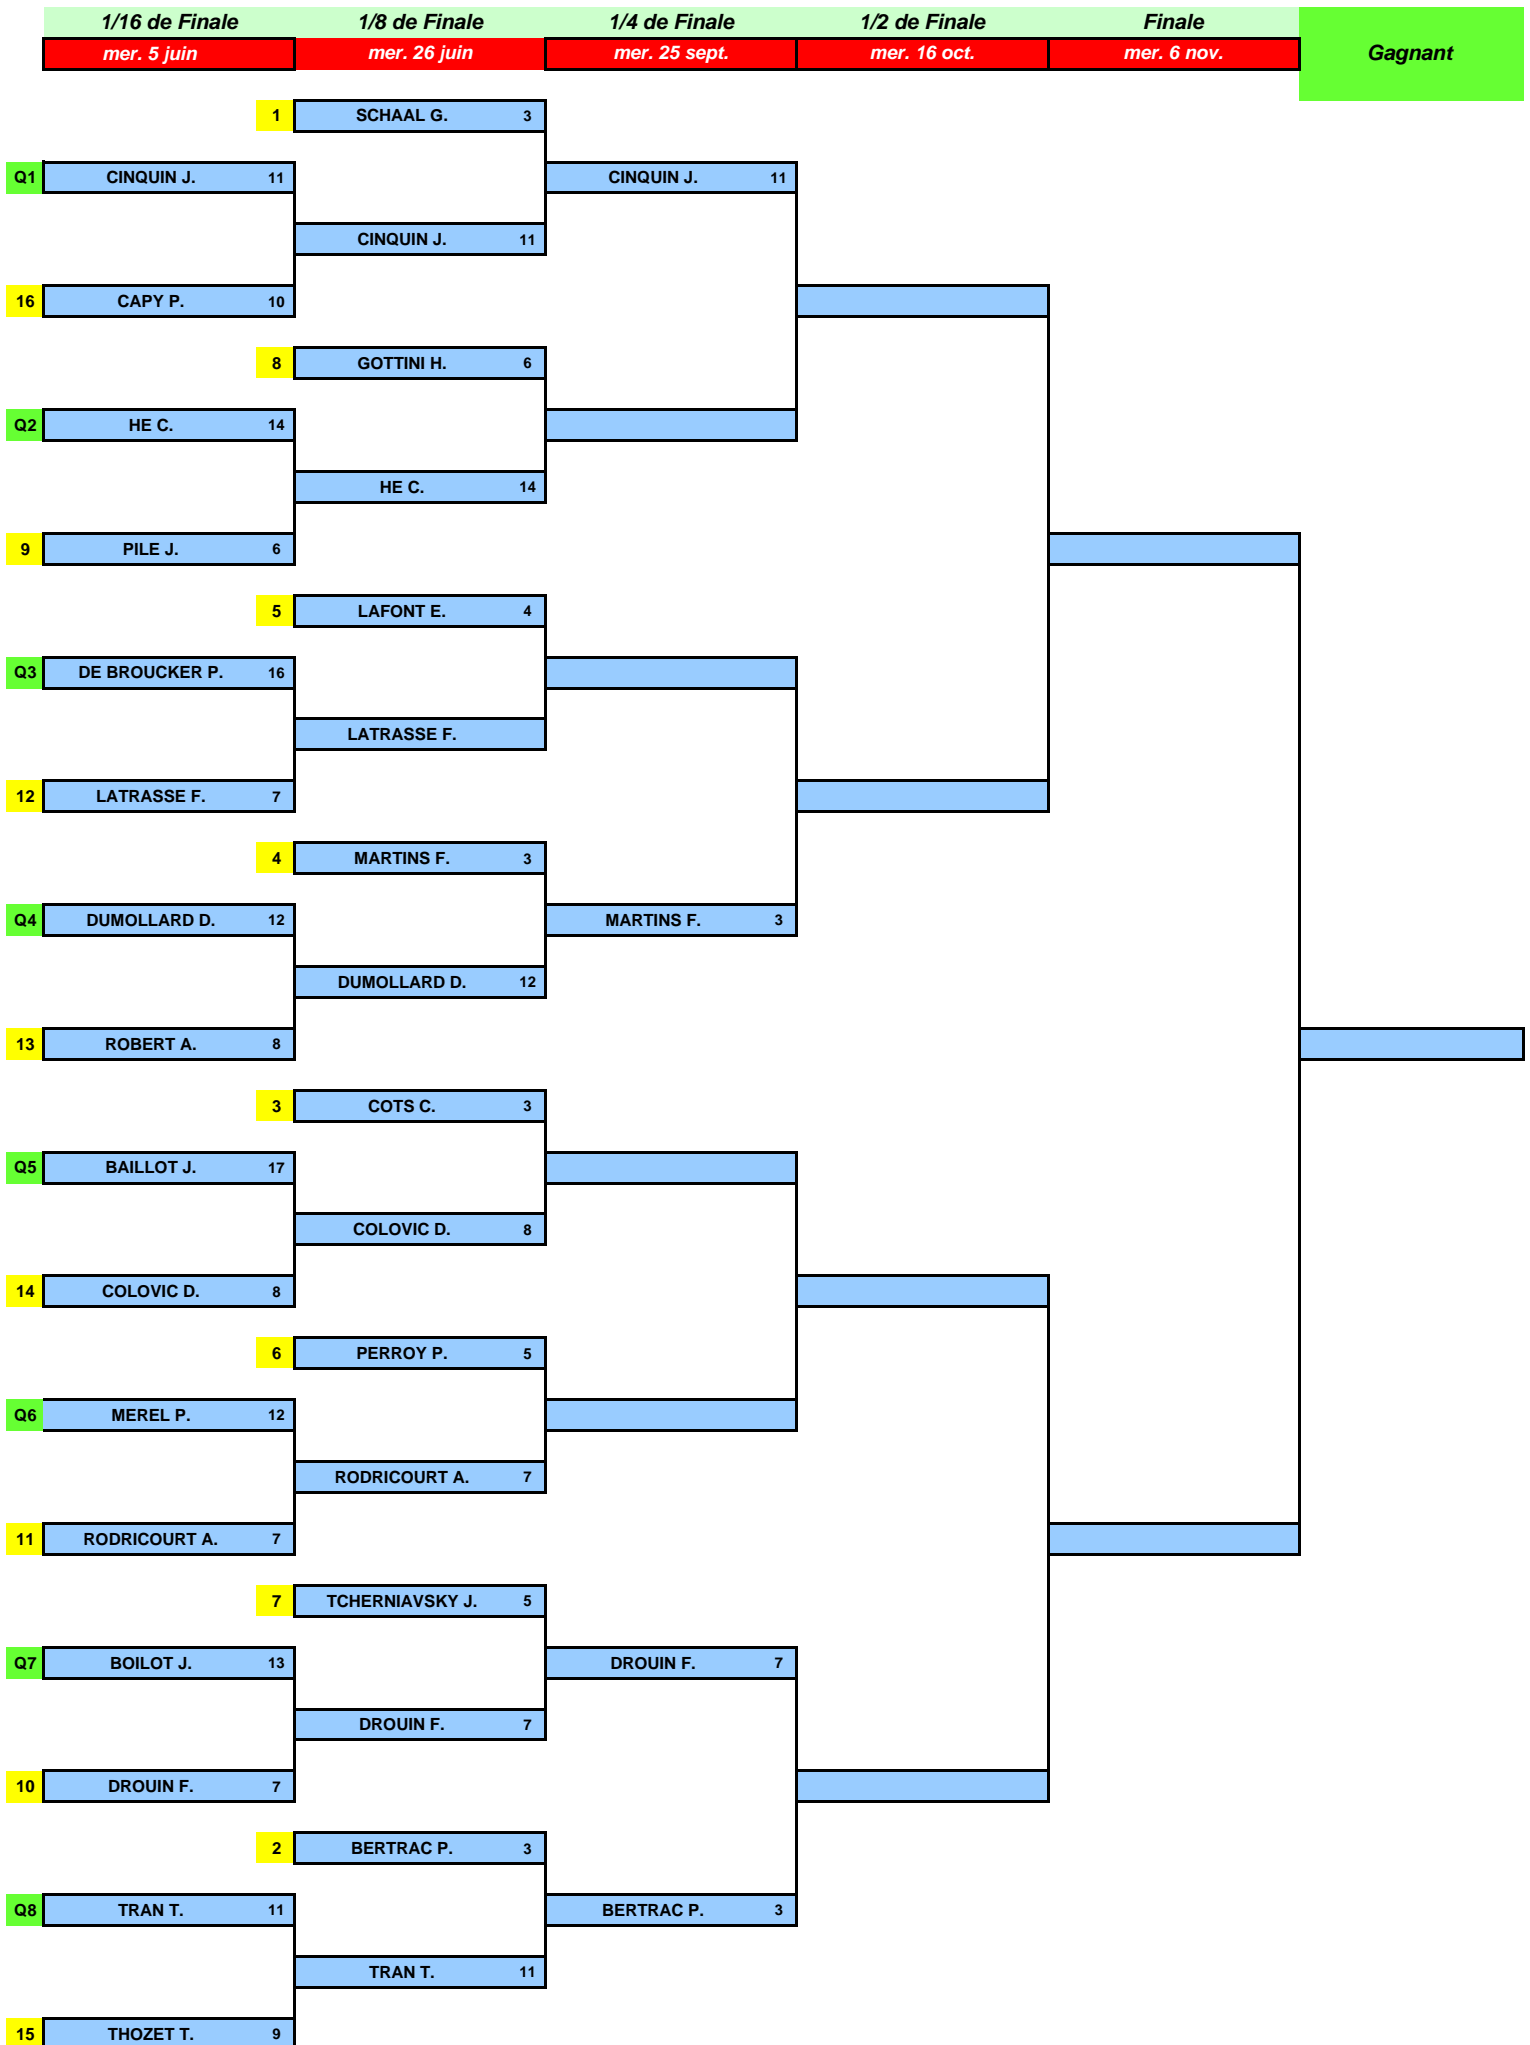 1/16 de Finale 1/8 de Finale 1/4 de Finale 1/2 de Finale Finale
mer. 5 juin mer. 26 juin mer. 25 sept. mer. 16 oct. mer. 6 nov. Gagnant
1 SCHAAL G. 3
Q1 CINQUIN J. 11 CINQUIN J. 11
CINQUIN J. 11
16 CAPY P. 10
8 GOTTINI H. 6
Q2 HE C. 14
HE C. 14
9 PILE J. 6
5 LAFONT E. 4
Q3 DE BROUCKER P. 16
LATRASSE F.
12 LATRASSE F. 7
4 MARTINS F. 3
Q4 DUMOLLARD D. 12 MARTINS F. 3
DUMOLLARD D. 12
13 ROBERT A. 8
3 COTS C. 3
Q5 BAILLOT J. 17
COLOVIC D. 8
14 COLOVIC D. 8
6 PERROY P. 5
Q6 MEREL P. 12
RODRICOURT A. 7
11 RODRICOURT A. 7
7 TCHERNIAVSKY J. 5
Q7 BOILOT J. 13 DROUIN F. 7
DROUIN F. 7
10 DROUIN F. 7
2 BERTRAC P. 3
Q8 TRAN T. 11 BERTRAC P. 3
TRAN T. 11
15 THOZET T. 9